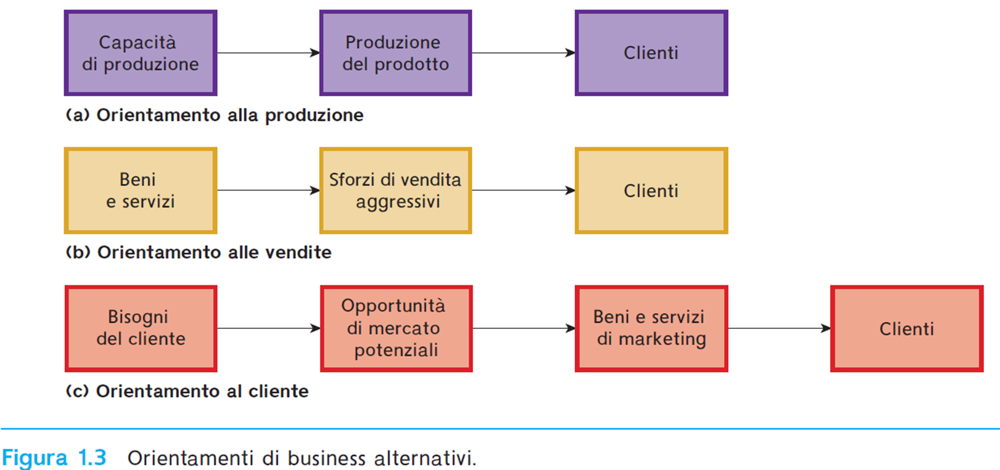 Capacità
di produzione
Produzione
del prodotto
Clienti
(a) Orientamento alla produzione
Beni
e servizi
Sforzi di vendita
aggressivi
Clienti
(b) Orientamento alle vendite
Bisogni
del cliente
Opportunità
di mercato
potenziali
Beni e servizi
di marketing
Clienti
(c) Orientamento al cliente
Figura 1.3 Orientamenti di business alternativi.